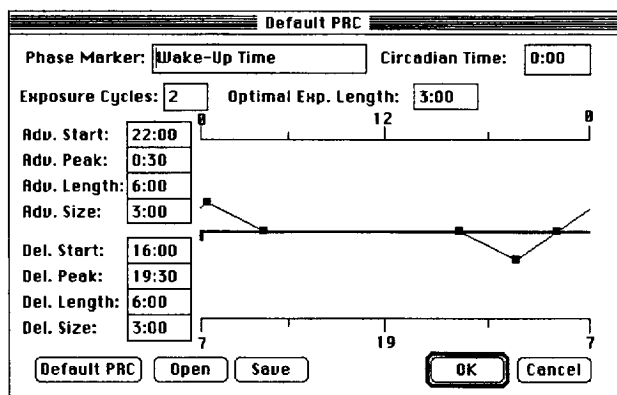 Default PRC
Phase Marker: Wake-Up Time Circadian Time: 0:00
Exposure Cycles: 2 Optimal Exp. Length: 3:00
0 12 0
Adv. Start: 22:00
Adv. Peak: 0:30
Adv. Length: 6:00
Adv. Size: 3:00
Del. Start: 16:00
Del. Peak: 19:30
Del. Length: 6:00
Del. Size: 3:00
7 19 7
Default PRC Open Save OK Cancel